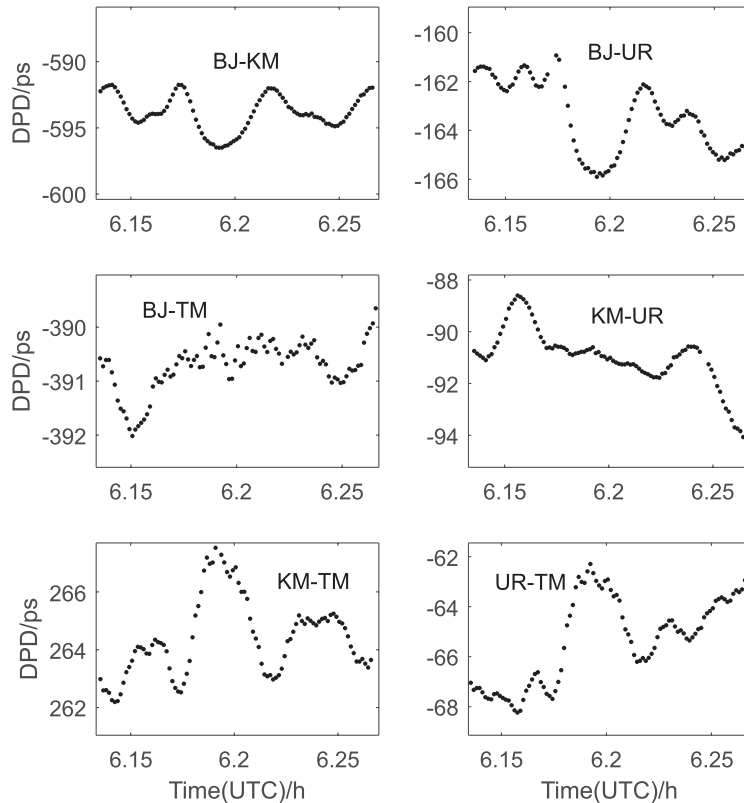 BJ-KM
DPD/ps
-590
-595
-600
6.15 6.2 6.25
BJ-UR
-160
-162
-164
-166
6.15 6.2 6.25
BJ-TM
DPD/ps
-390
-391
-392
6.15 6.2 6.25
KM-UR
-88
-90
-92
-94
6.15 6.2 6.25
KM-TM
DPD/ps
266
264
262
6.15 6.2 6.25
Time(UTC)/h
UR-TM
-62
-64
-66
-68
6.15 6.2 6.25
Time(UTC)/h